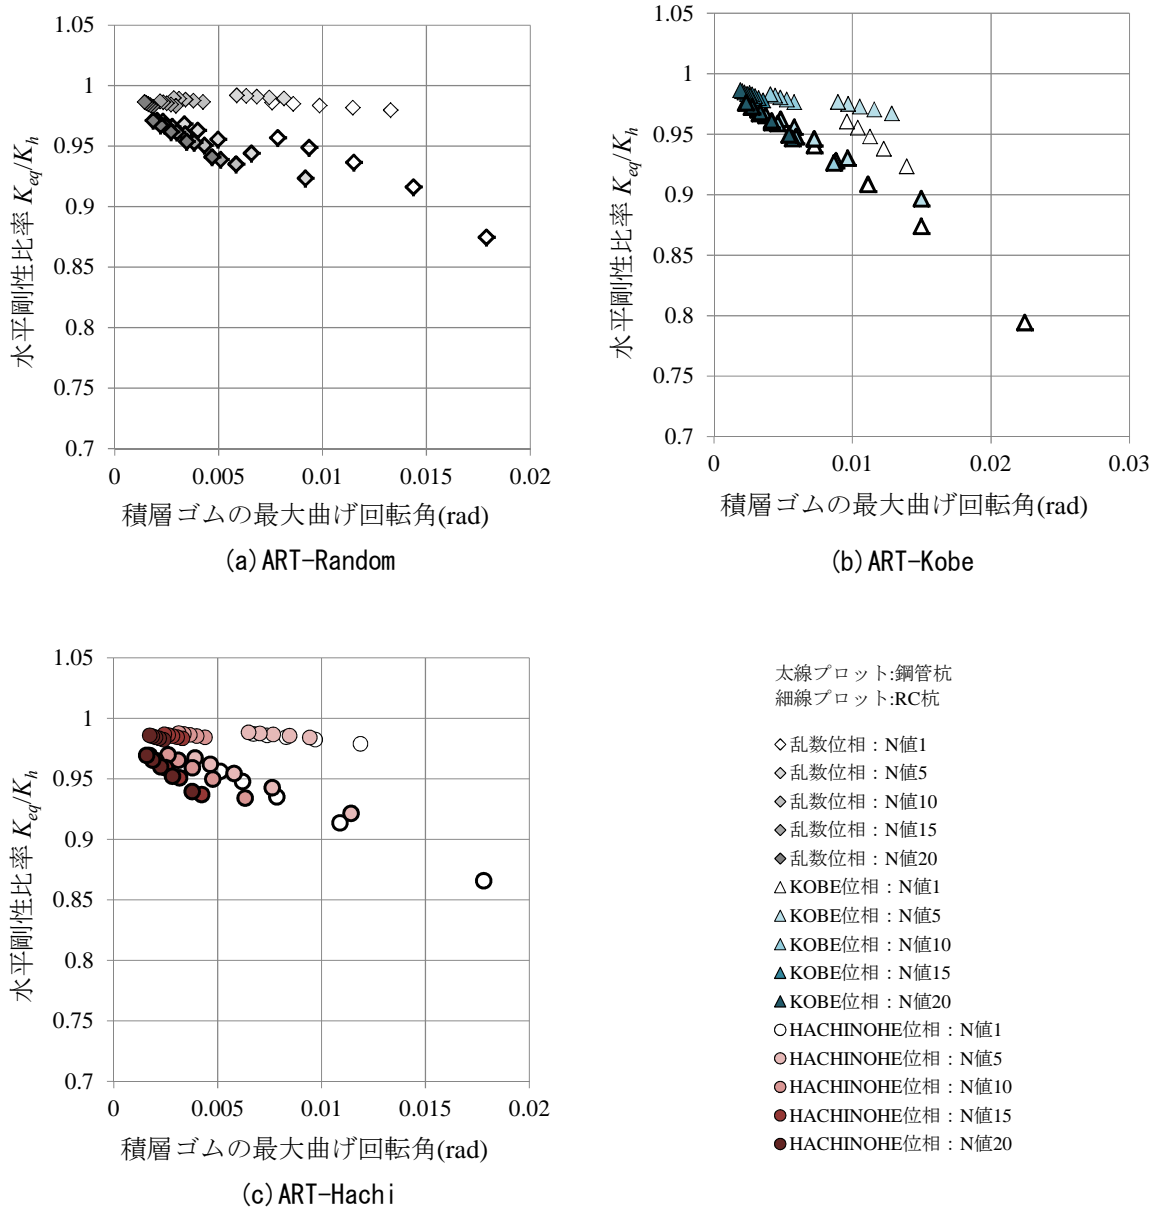 1.05
1
0.95
0.9
0.85
0.8
0.75
0.7
0
0.005
0.01
0.015
0.02
水平剛性比率 Keq/Kh
積層ゴムの最大曲げ回転角(rad)
(a)ART-Random
1.05
1
0.95
0.9
0.85
0.8
0.75
0.7
0
0.01
0.02
0.03
水平剛性比率 Keq/Kh
積層ゴムの最大曲げ回転角(rad)
(b)ART-Kobe
1.05
1
0.95
0.9
0.85
0.8
0.75
0.7
0
0.005
0.01
0.015
0.02
水平剛性比率 Keq/Kh
積層ゴムの最大曲げ回転角(rad)
(c)ART-Hachi
太線プロット:鋼管杭
細線プロット:RC杭
乱数位相：N値1
乱数位相：N値5
乱数位相：N値10
乱数位相：N値15
乱数位相：N値20
KOBE位相：N値1
KOBE位相：N値5
KOBE位相：N値10
KOBE位相：N値15
KOBE位相：N値20
HACHINOHE位相：N値1
HACHINOHE位相：N値5
HACHINOHE位相：N値10
HACHINOHE位相：N値15
HACHINOHE位相：N値20